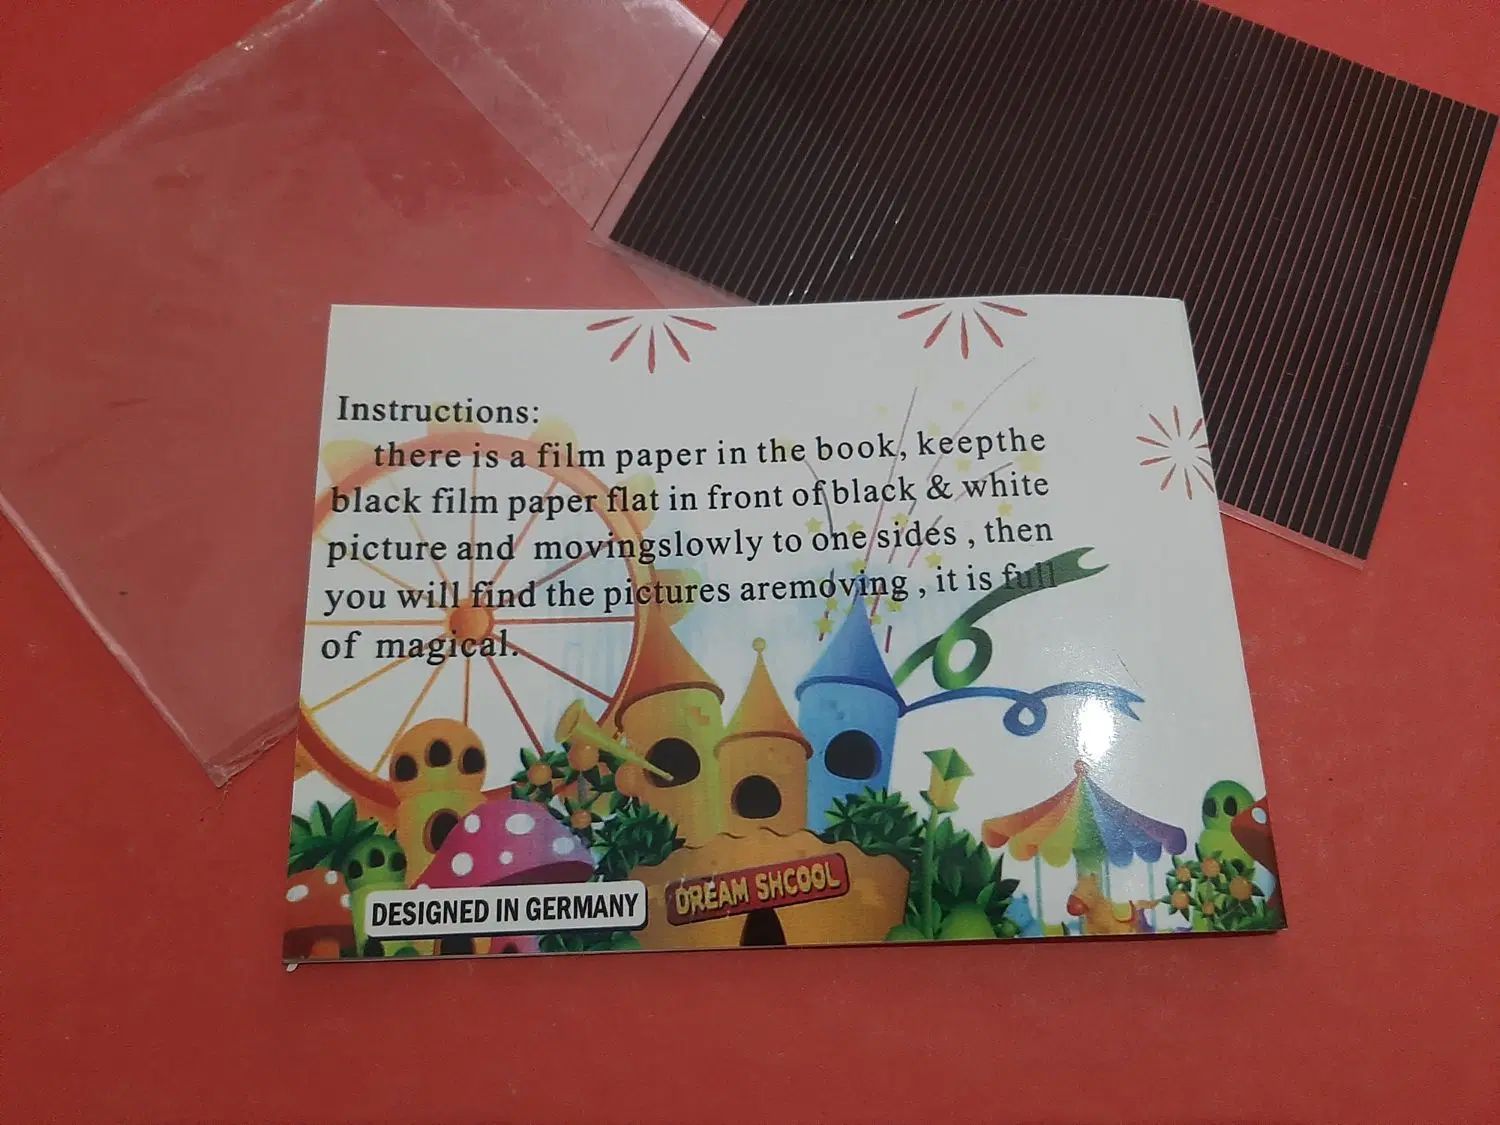 Instructions:
there is a film paper in the book, keepthe
black film paper flat in front of black & white
picture and movingslowly to one sides , then
you will find the pictures aremoving , it is full
of magical.
DESIGNED IN GERMANY
DREAM SHCOOL